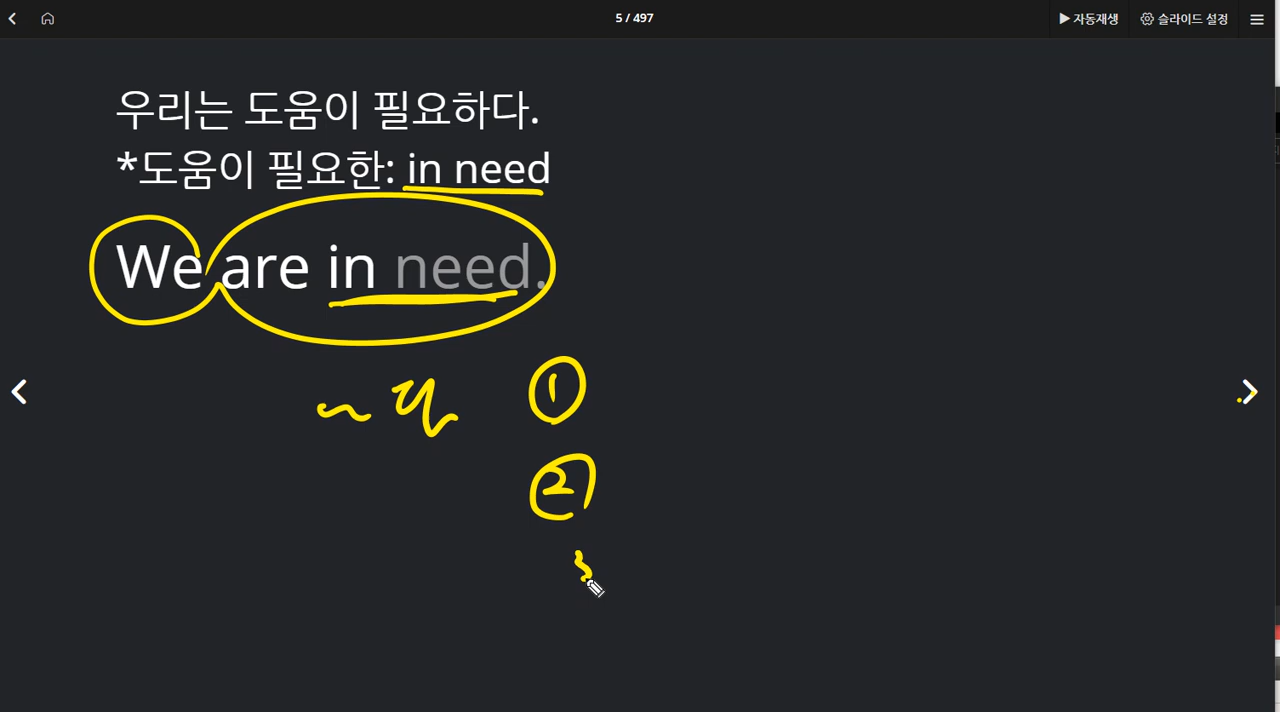 5 / 497
▶ 자동재생
슬라이드 설정
우리는 도움이 필요하다.
*도움이 필요한: in need
We are in need.
①
②